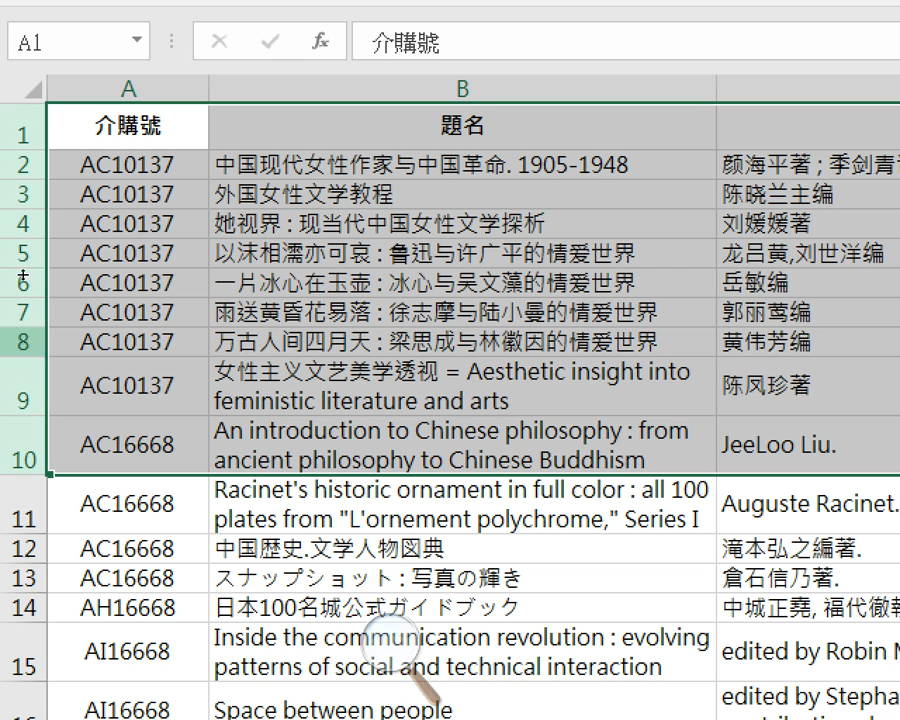 A1
fx
介購號
A
B
1
介購號
題名
2
AC10137
中国现代女性作家与中国革命. 1905-1948
颜海平著 ; 季剑青
3
AC10137
外国女性文学教程
陈晓兰主编
4
AC10137
她视界 : 现当代中国女性文学探析
刘媛媛著
5
AC10137
以沫相濡亦可哀 : 鲁迅与许广平的情爱世界
龙吕黄,刘世洋编
6
AC10137
一片冰心在玉壶 : 冰心与吴文藻的情爱世界
岳敏编
7
AC10137
雨送黄昏花易落 : 徐志摩与陆小曼的情爱世界
郭丽莺编
8
AC10137
万古人间四月天 : 梁思成与林徽因的情爱世界
黄伟芳编
9
AC10137
女性主义文艺美学透视 = Aesthetic insight into
feministic literature and arts
陈凤珍著
10
AC16668
An introduction to Chinese philosophy : from
ancient philosophy to Chinese Buddhism
JeeLoo Liu.
11
AC16668
Racinet's historic ornament in full color : all 100
plates from "L'ornement polychrome," Series I
Auguste Racinet.
12
AC16668
中国歴史.文学人物図典
滝本弘之編著.
13
AC16668
スナップショット : 写真の輝き
倉石信乃著.
14
AH16668
日本100名城公式ガイドブック
中城正堯, 福代徹
15
AI16668
Inside the communication revolution : evolving
patterns of social and technical interaction
edited by Robin
AI16668
Space between people
edited by Stepha